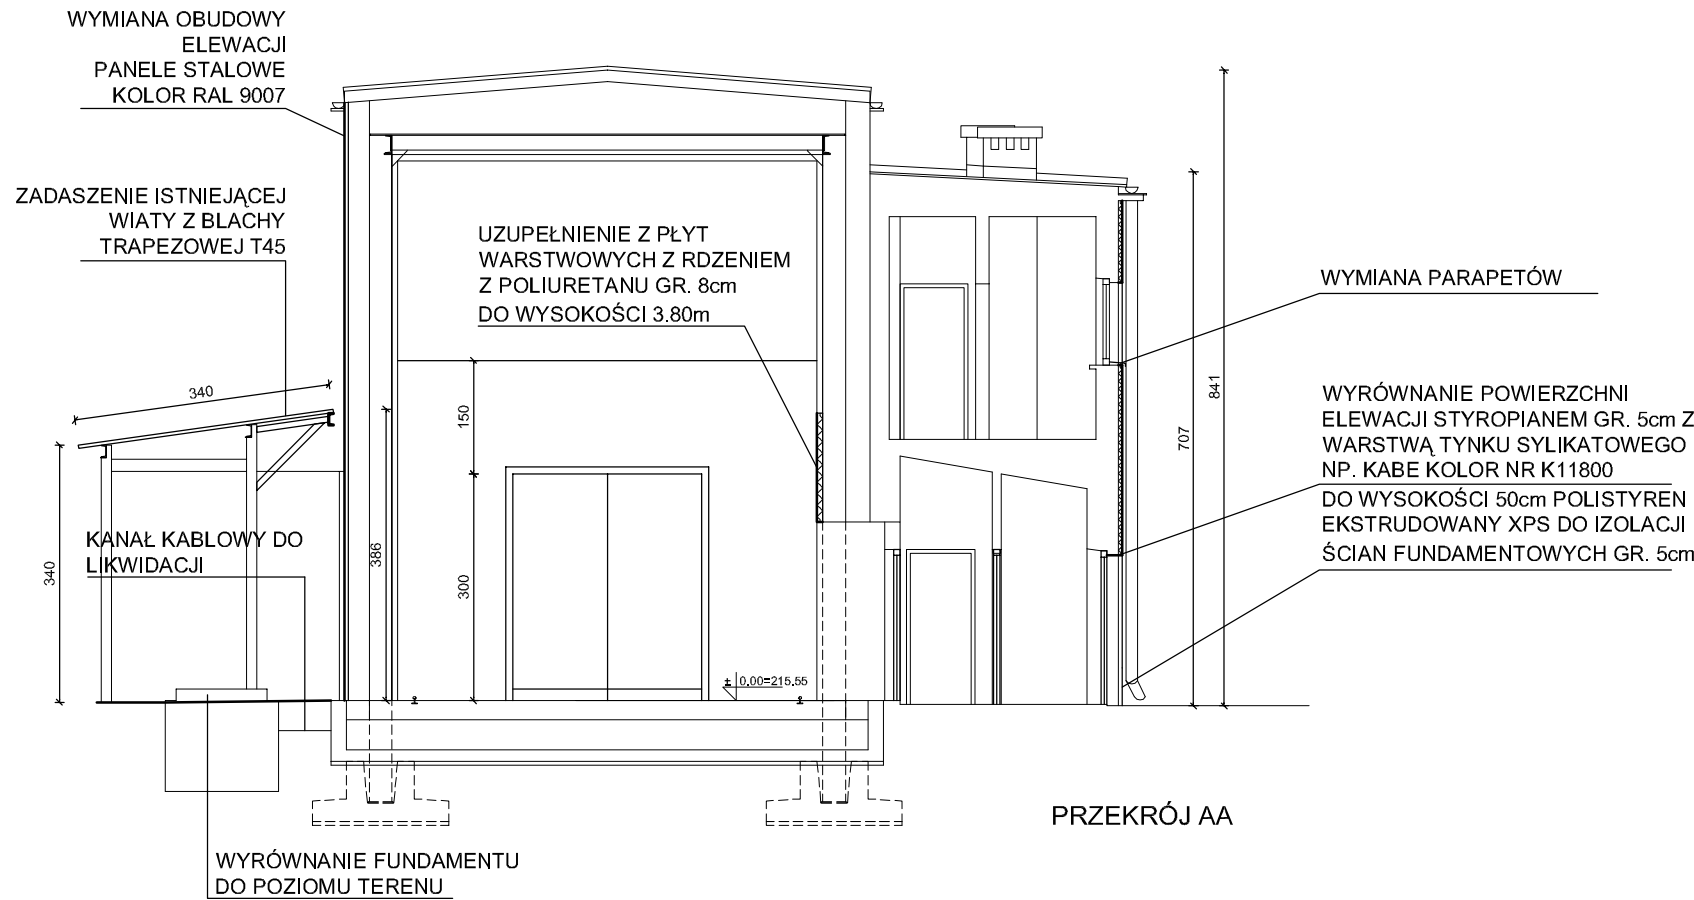 WYMIANA OBUDOWY
ELEWACJI
PANELE STALOWE
KOLOR RAL 9007
ZADASZENIE ISTNIEJĄCEJ
WIATY Z BLACHY
TRAPEZOWEJ T45
UZUPEŁNIENIE Z PŁYT
WARSTWOWYCH Z RDZENIEM
Z POLIURETANU GR. 8cm
DO WYSOKOŚCI 3.80m
WYMIANA PARAPETÓW
WYRÓWNANIE POWIERZCHNI
ELEWACJI STYROPIANEM GR. 5cm Z
WARSTWĄ TYNKU SYLIKATOWEGO
NP. KABE KOLOR NR K11800
DO WYSOKOŚCI 50cm POLISTYREN
EKSTRUDOWANY XPS DO IZOLACJI
ŚCIAN FUNDAMENTOWYCH GR. 5cm
340
150
841
707
KANAŁ KABLOWY DO
LIKWIDACJI
340
386
300
± 0,00=215.55
PRZEKRÓJ AA
WYRÓWNANIE FUNDAMENTU
DO POZIOMU TERENU